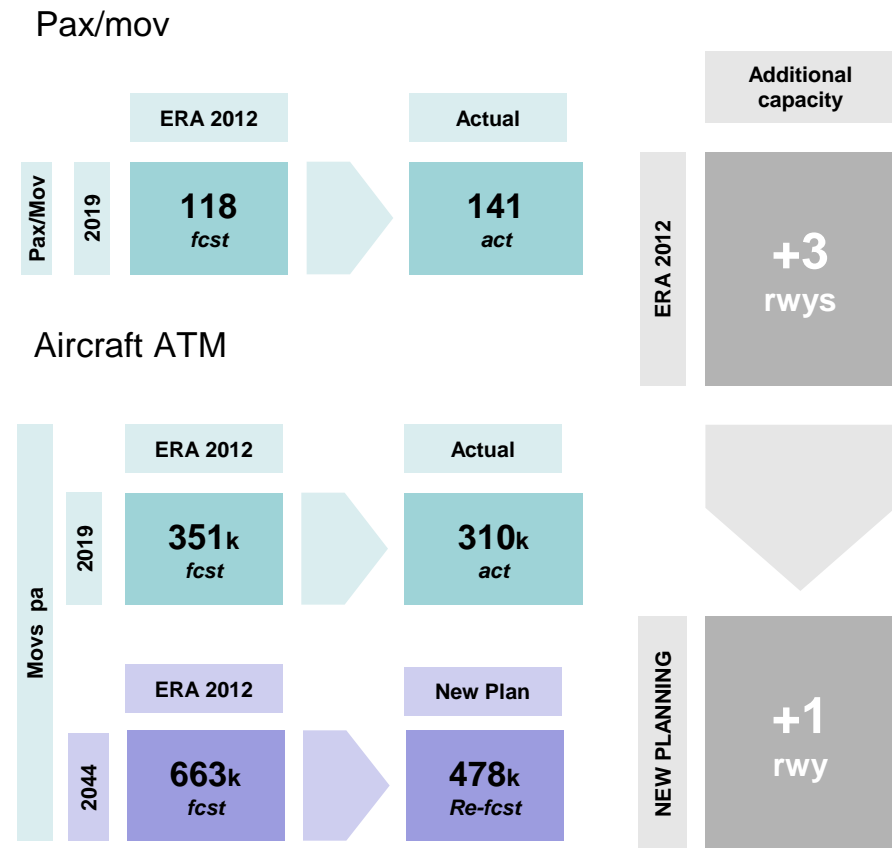 Pax/mov
ERA 2012
Actual
Pax/Mov
2019
118
fcst
141
act
Aircraft ATM
ERA 2012
Actual
Movs pa
2019
351k
fcst
310k
act
ERA 2012
New Plan
2044
663k
fcst
478k
Re-fcst
Additional
capacity
ERA 2012
+3
rwys
NEW PLANNING
+1
rwy